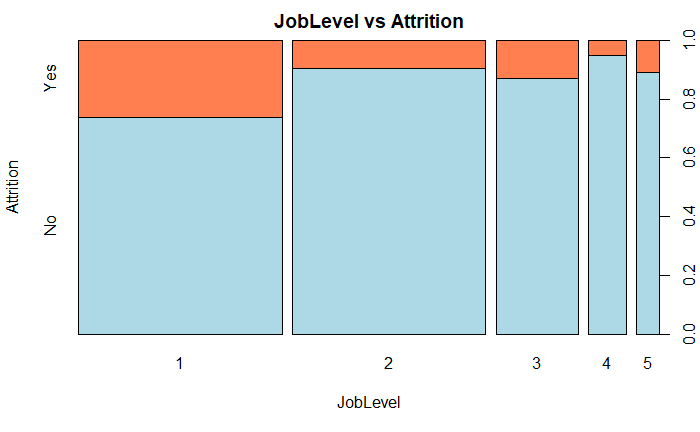 JobLevel vs Attrition
Yes
No
Attrition
1.0
0.8
0.6
0.4
0.2
0.0
1 2 3 4 5
JobLevel